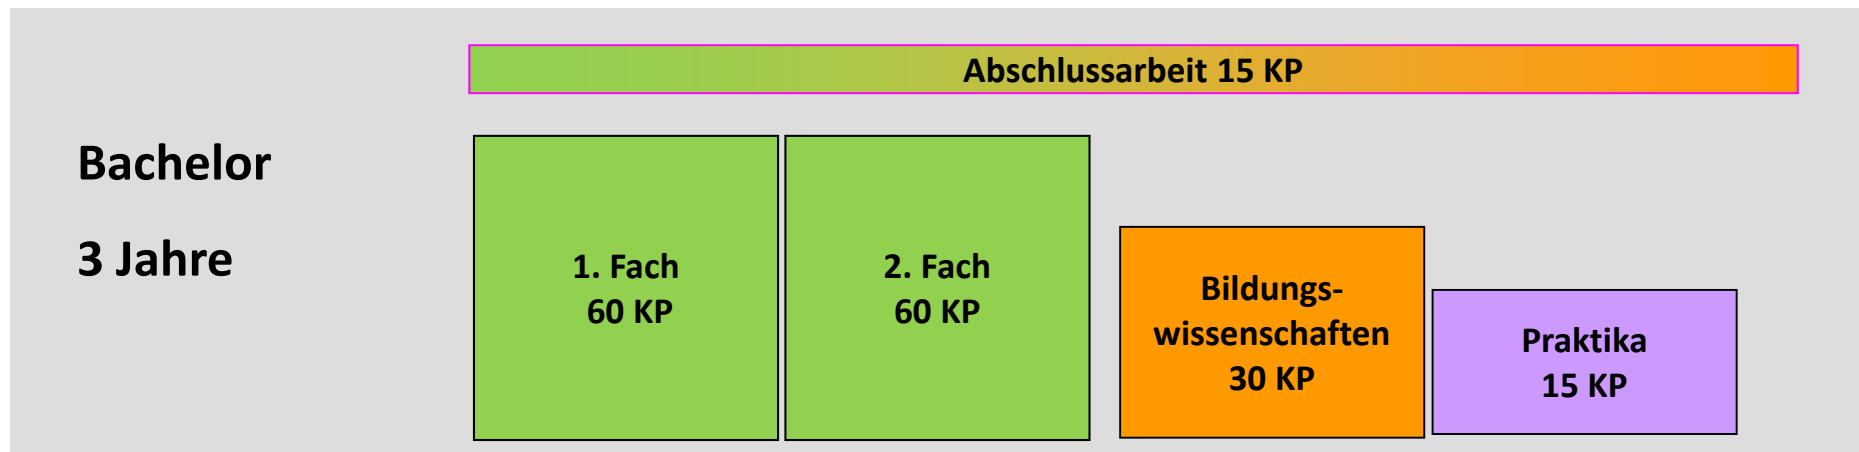 Abschlussarbeit 15 KP
Bachelor
3 Jahre
1. Fach
60 KP
2. Fach
60 KP
Bildungs-
wissenschaften
30 KP
Praktika
15 KP